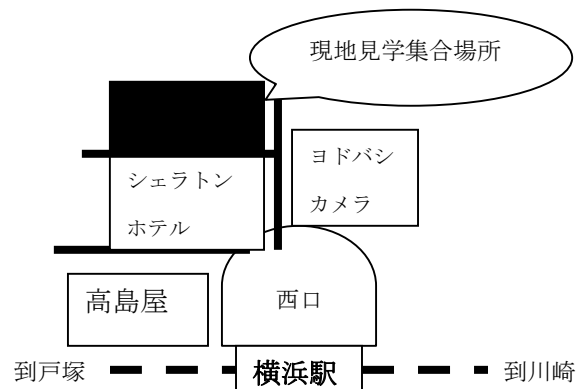 現地見学集合場所
ヨドバシ
カメラ
シェラトン
ホテル
高島屋
西口
到戸塚
横浜駅
到川崎